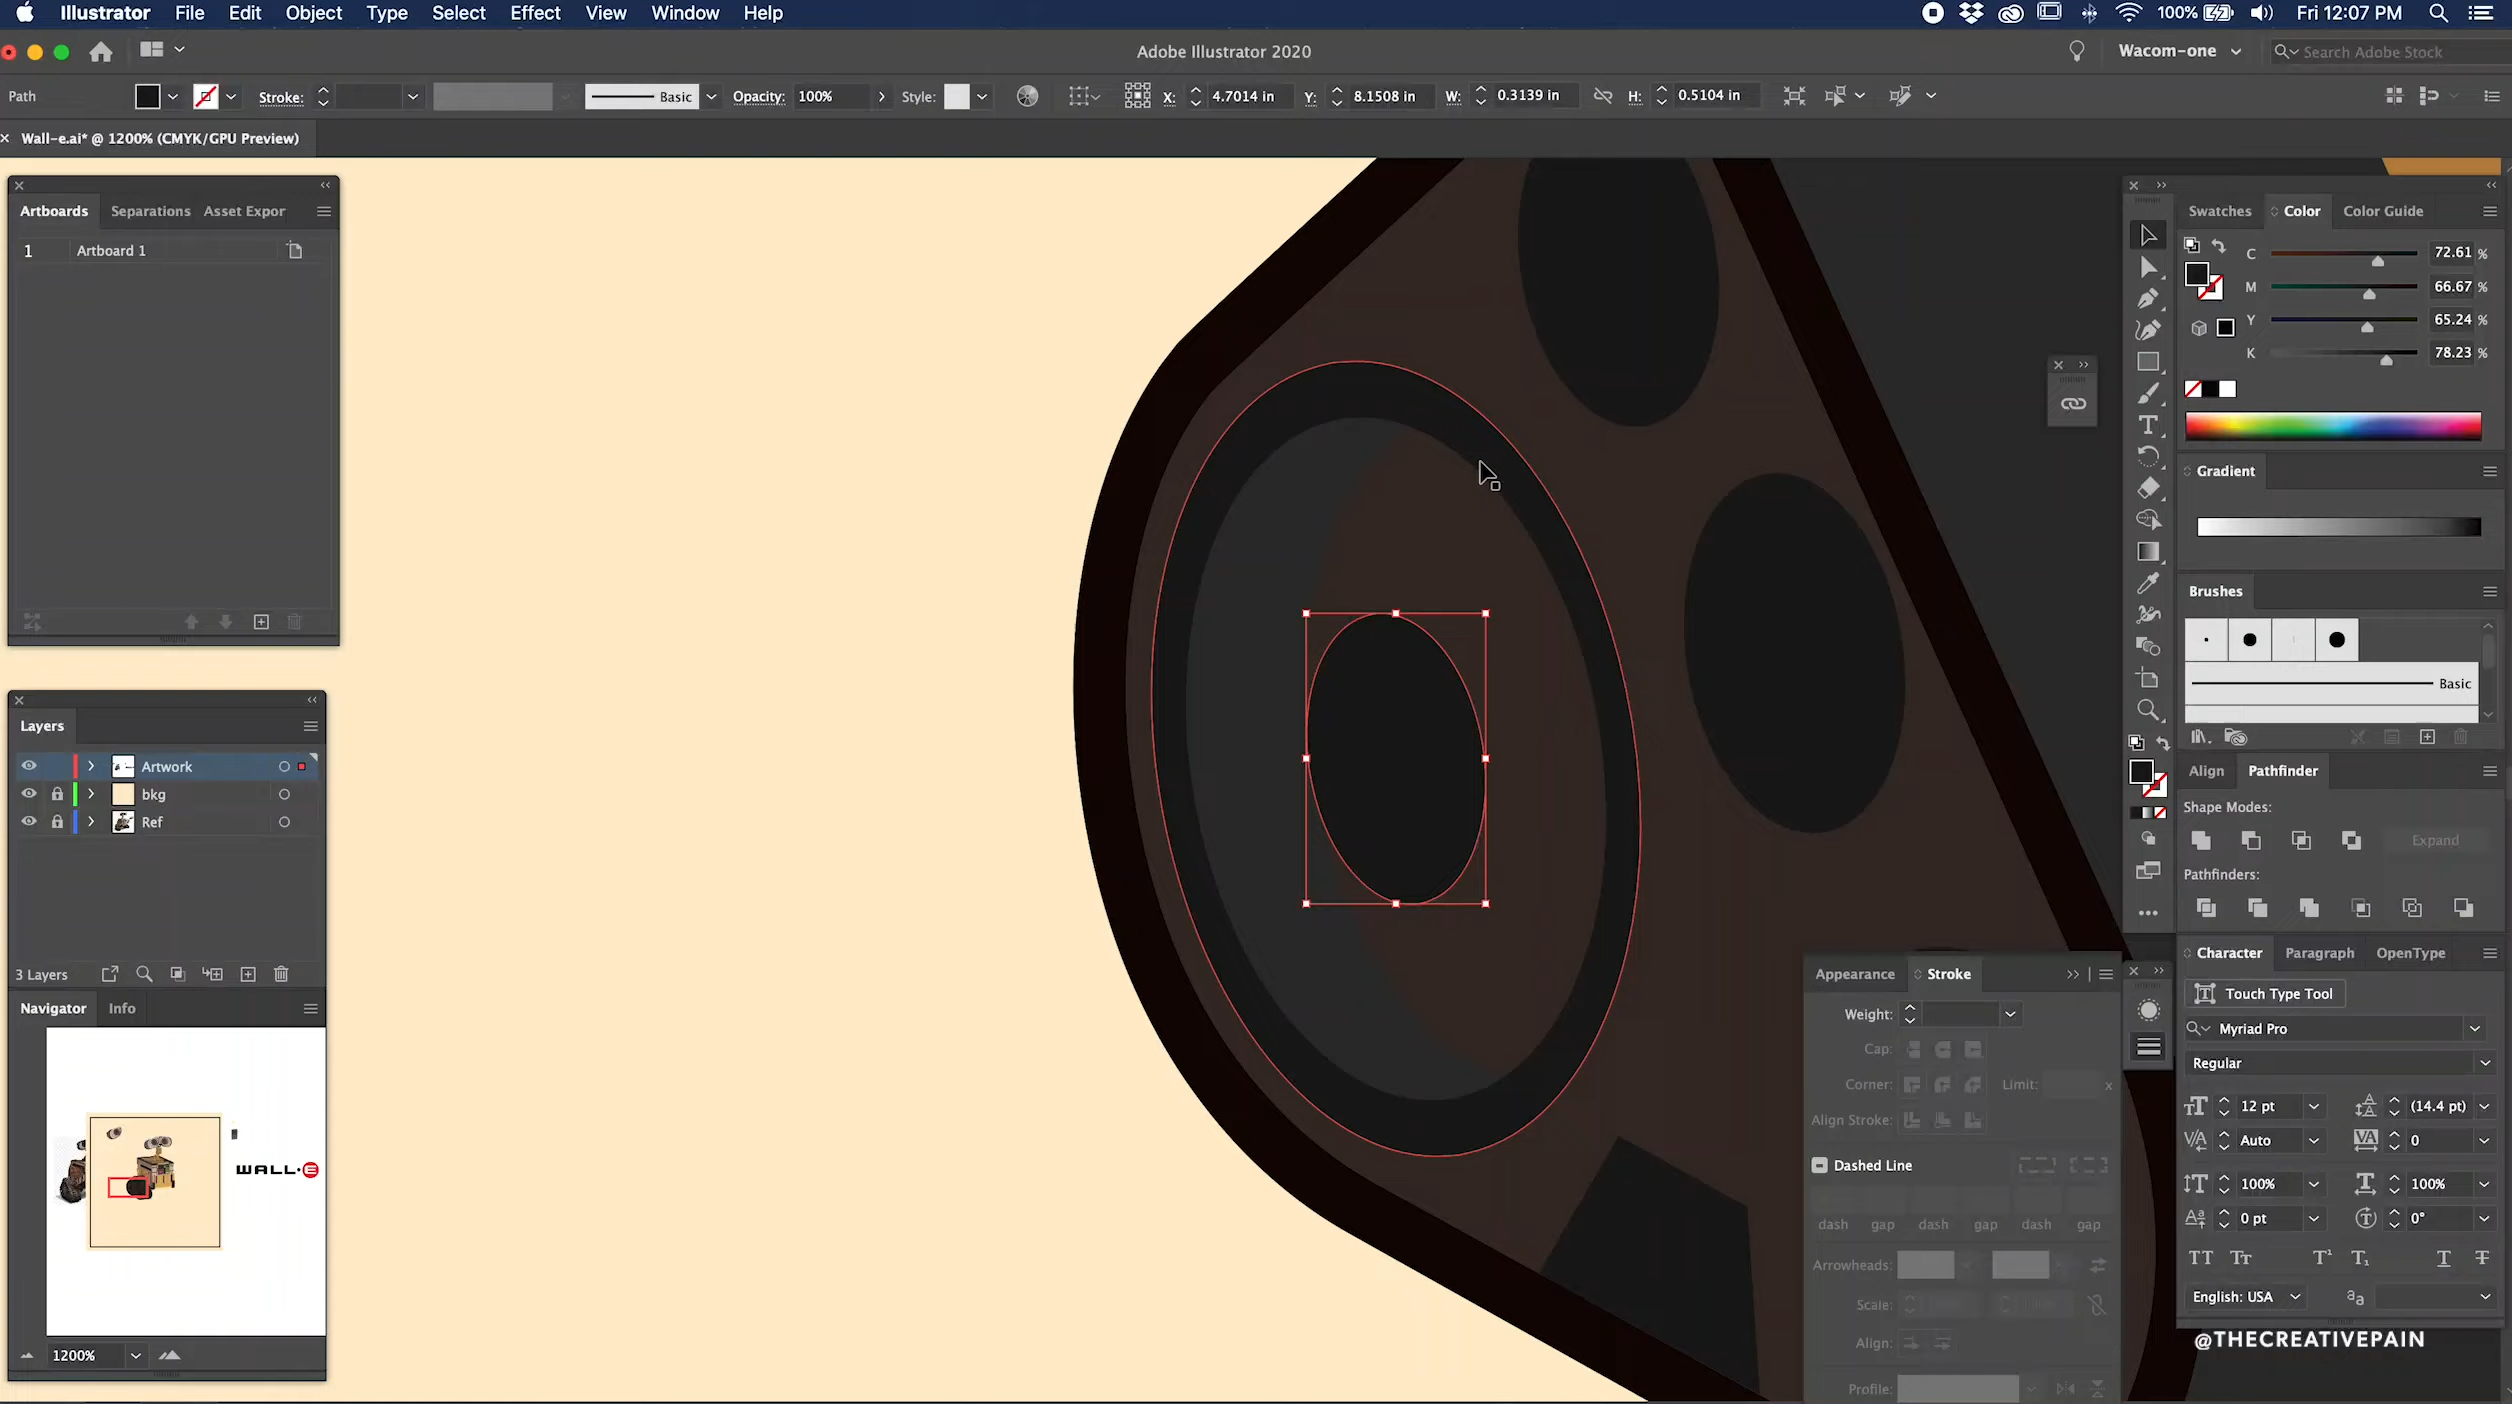 Illustrator File Edit Object Type Select Effect View Window Help
100% Fri 12:07 PM
Adobe Illustrator 2020
Wacom-one
Search Adobe Stock
Path
Stroke:
Basic
Opacity: 100%
Style:
X: 4.7014 in
Y: 8.1508 in
W: 0.3139 in
H: 0.5104 in
Wall-e.ai* @ 1200% (CMYK/GPU Preview)
Artboards Separations Asset Expor
1 Artboard 1
Layers
Artwork
bkg
Ref
3 Layers
Navigator Info
WALL·E
1200%
Swatches Color Color Guide
C 72.61 %
M 66.67 %
Y 65.24 %
K 78.23 %
Gradient
Brushes
Basic
Align Pathfinder
Shape Modes:
Expand
Pathfinders:
Character Paragraph OpenType
Touch Type Tool
Myriad Pro
Regular
12 pt (14.4 pt)
Auto 0
100% 100%
0 pt 0°
English: USA
Appearance Stroke
Weight:
Cap:
Corner: Limit: x
Align Stroke:
Dashed Line
dash gap dash gap dash gap
Arrowheads:
Scale:
Align:
Profile:
@THECREATIVEPAIN